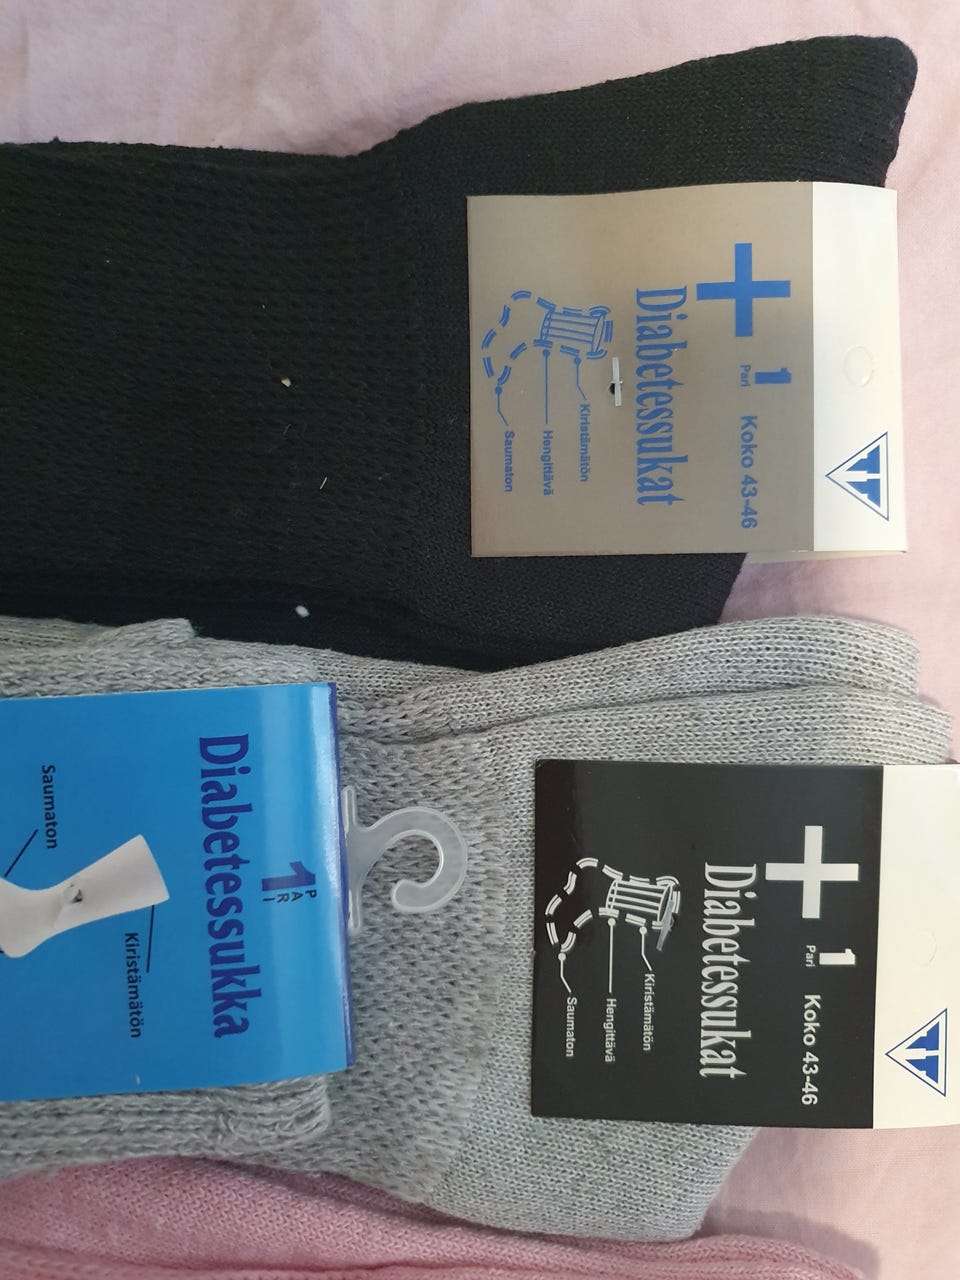 1
Pari
Koko 43-46
Diabetessukat
Kiristämätön
Hengittävä
Saumaton
1
Pari
Koko 43-46
Diabetessukat
Kiristämätön
Hengittävä
Saumaton
1
PARI
Diabetessukka
Kiristämätön
Saumaton